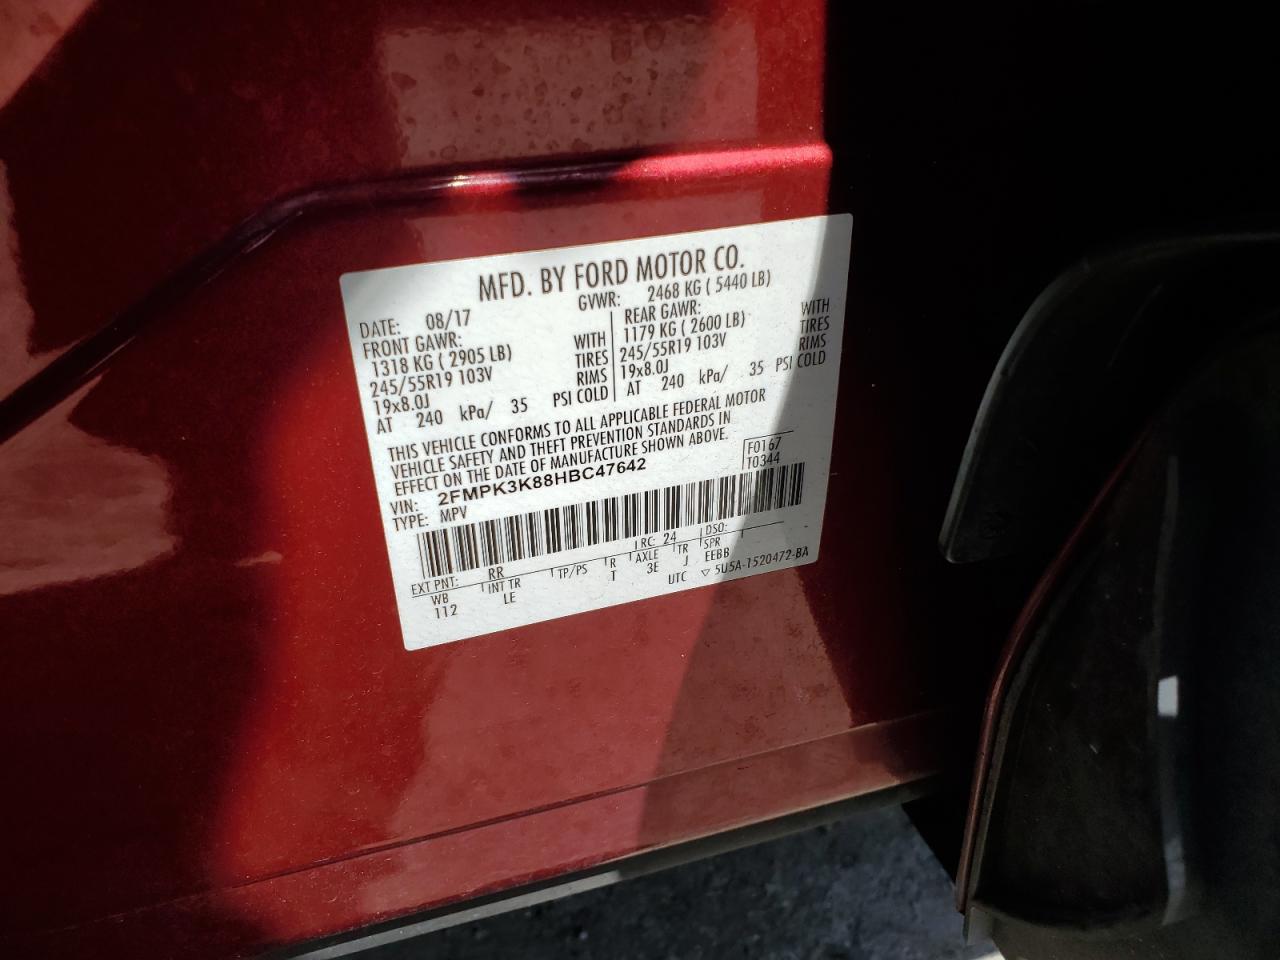 MFD. BY FORD MOTOR CO.
DATE: 08/17 GVWR: 2468 KG ( 5440 LB)
FRONT GAWR: REAR GAWR:
1318 KG ( 2905 LB) WITH 1179 KG ( 2600 LB) WITH
245/55R19 103V TIRES 245/55R19 103V TIRES
19x8.0J RIMS 19x8.0J RIMS
AT 240 kPa/ 35 PSI COLD AT 240 kPa/ 35 PSI COLD
THIS VEHICLE CONFORMS TO ALL APPLICABLE FEDERAL MOTOR
VEHICLE SAFETY AND THEFT PREVENTION STANDARDS IN
EFFECT ON THE DATE OF MANUFACTURE SHOWN ABOVE.
VIN: 2FMPK3K88HBC47642 F0167
TYPE: MPV T0344
EXT PNT: RR RC: 24 DSO:
WB INT TR TP/PS R AXLE TR SPR
112 LE T 3E J EEBB
UTC ▽ 5U5A-1520472-BA